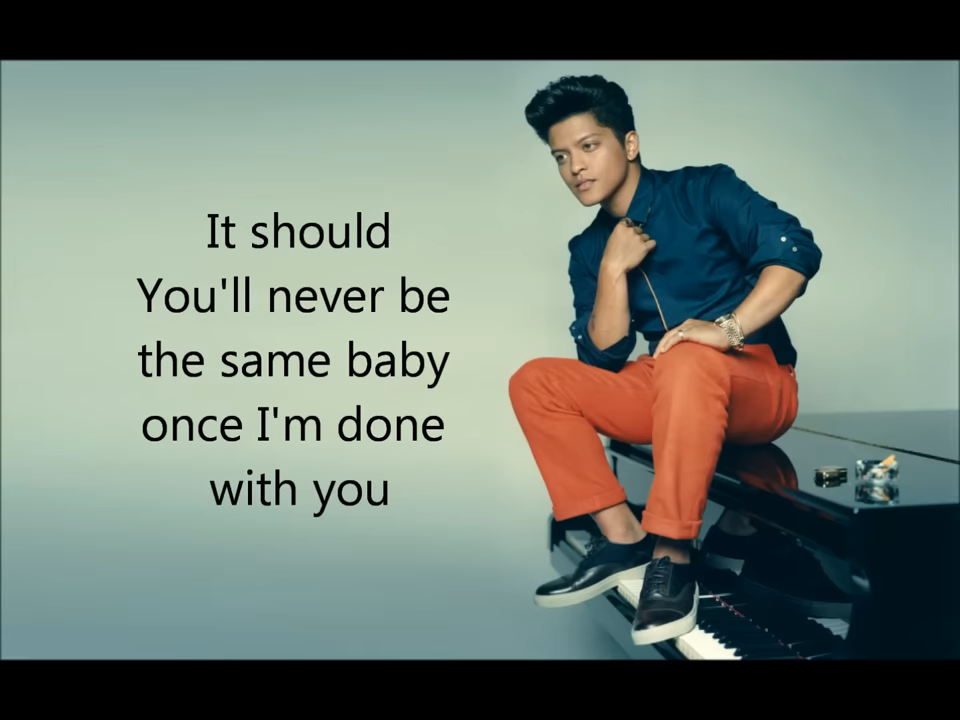 It should
You'll never be
the same baby
once I'm done
with you